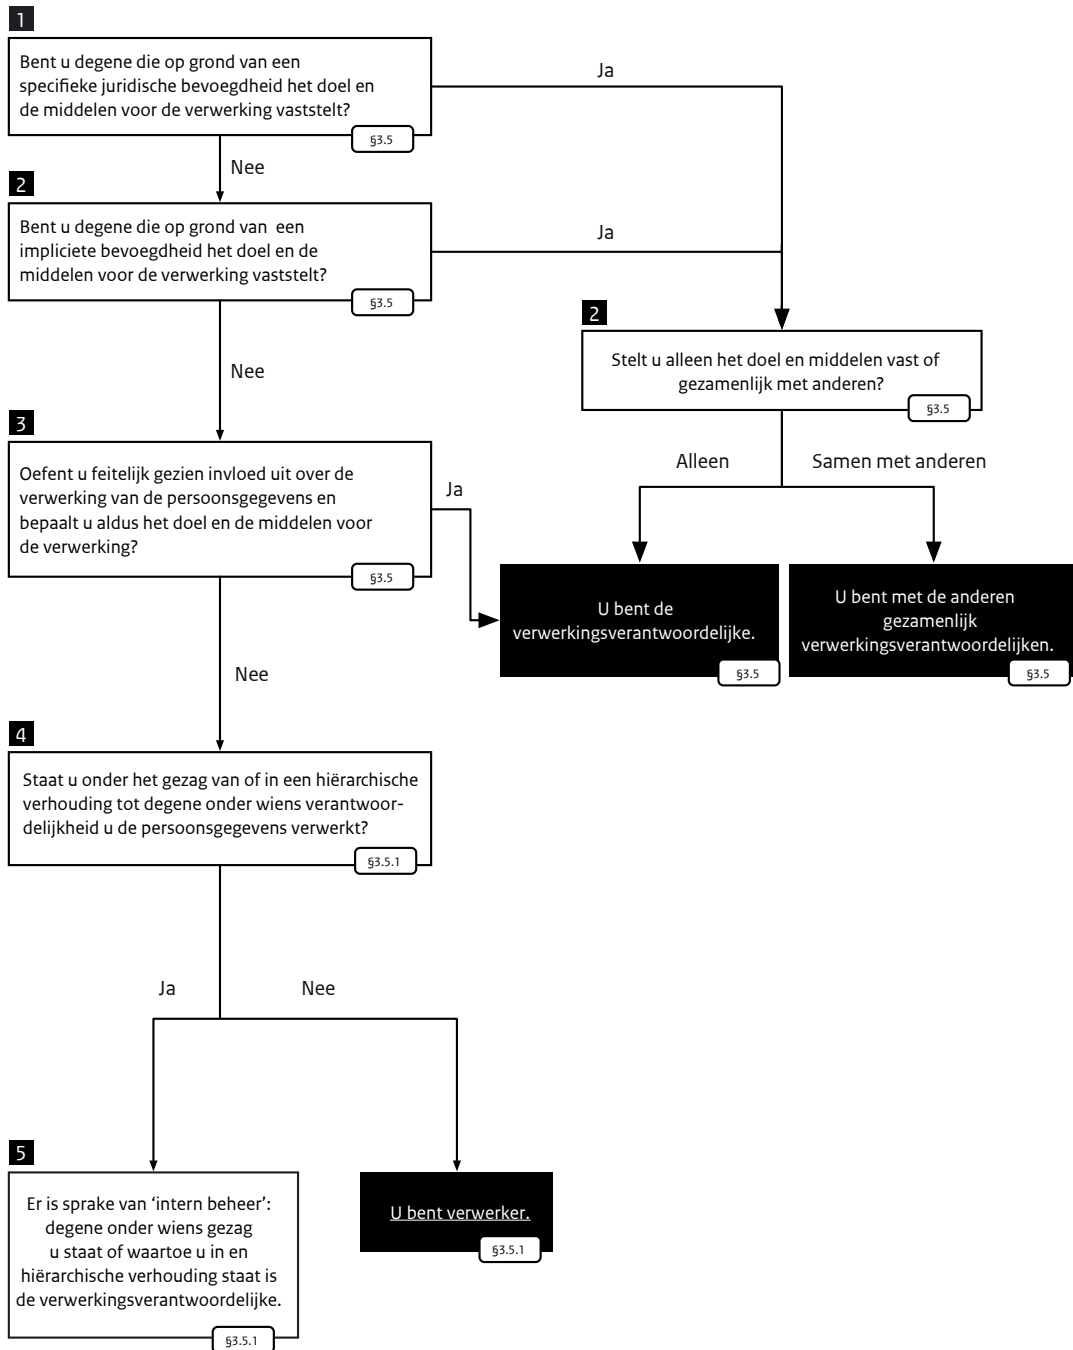 1
Bent u degene die op grond van een
specifieke juridische bevoegdheid het doel en
de middelen voor de verwerking vaststelt?
§3.5
Ja
Nee
2
Bent u degene die op grond van een
impliciete bevoegdheid het doel en de
middelen voor de verwerking vaststelt?
§3.5
Ja
Nee
2
Stelt u alleen het doel en middelen vast of
gezamenlijk met anderen?
§3.5
Alleen
Samen met anderen
3
Oefent u feitelijk gezien invloed uit over de
verwerking van de persoonsgegevens en
bepaalt u aldus het doel en de middelen voor
de verwerking?
§3.5
Ja
Nee
U bent de
verwerkingsverantwoordelijke.
§3.5
U bent met de anderen
gezamenlijk
verwerkingsverantwoordelijken.
§3.5
4
Staat u onder het gezag van of in een hiërarchische
verhouding tot degene onder wiens verantwoor-
delijkheid u de persoonsgegevens verwerkt?
§3.5.1
Ja
Nee
5
Er is sprake van ‘intern beheer’:
degene onder wiens gezag
u staat of waartoe u in en
hiërarchische verhouding staat is
de verwerkingsverantwoordelijke.
§3.5.1
U bent verwerker.
§3.5.1